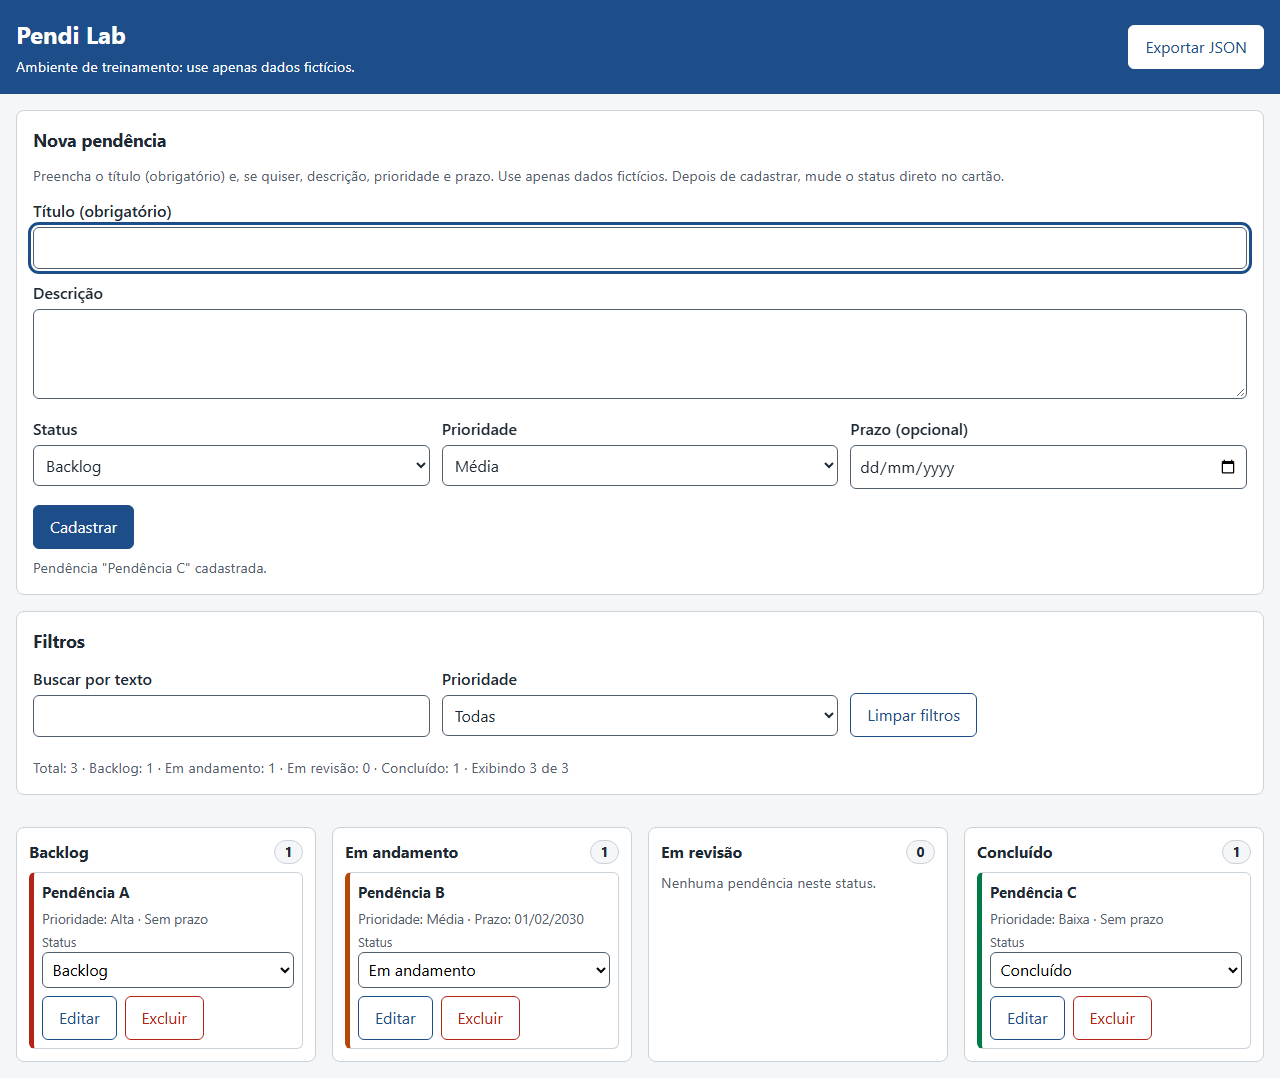 Pendi Lab
Ambiente de treinamento: use apenas dados fictícios.
Exportar JSON
Nova pendência
Preencha o título (obrigatório) e, se quiser, descrição, prioridade e prazo. Use apenas dados fictícios. Depois de cadastrar, mude o status direto no cartão.
Título (obrigatório)
Descrição
Status
Prioridade
Prazo (opcional)
Backlog
Média
dd/mm/yyyy
Cadastrar
Pendência "Pendência C" cadastrada.
Filtros
Buscar por texto
Prioridade
Todas
Limpar filtros
Total: 3 · Backlog: 1 · Em andamento: 1 · Em revisão: 0 · Concluído: 1 · Exibindo 3 de 3
Backlog 1
Pendência A
Prioridade: Alta · Sem prazo
Status
Backlog
Editar
Excluir
Em andamento 1
Pendência B
Prioridade: Média · Prazo: 01/02/2030
Status
Em andamento
Editar
Excluir
Em revisão 0
Nenhuma pendência neste status.
Concluído 1
Pendência C
Prioridade: Baixa · Sem prazo
Status
Concluído
Editar
Excluir